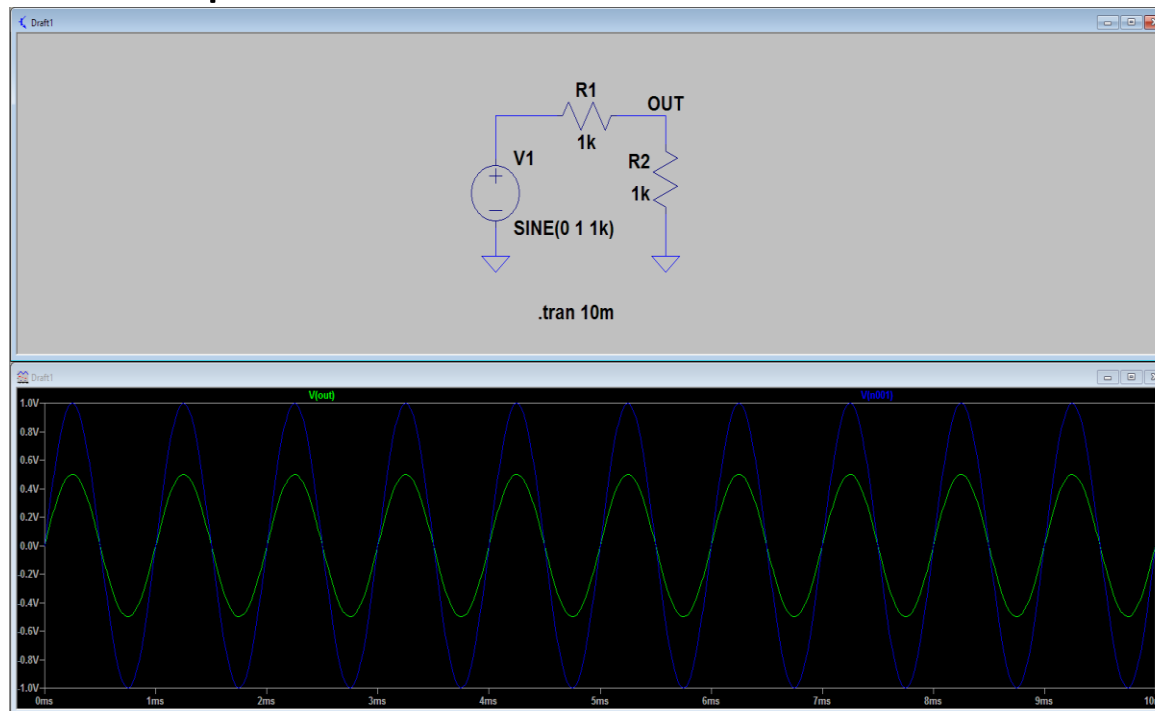 Draft1
R1
OUT
1k
V1
R2
1k
SINE(0 1 1k)
.tran 10m
Draft1
V(out)
V(n001)
1.0V
0.8V
0.6V
0.4V
0.2V
0.0V
-0.2V
-0.4V
-0.6V
-0.8V
-1.0V
0ms
1ms
2ms
3ms
4ms
5ms
6ms
7ms
8ms
9ms